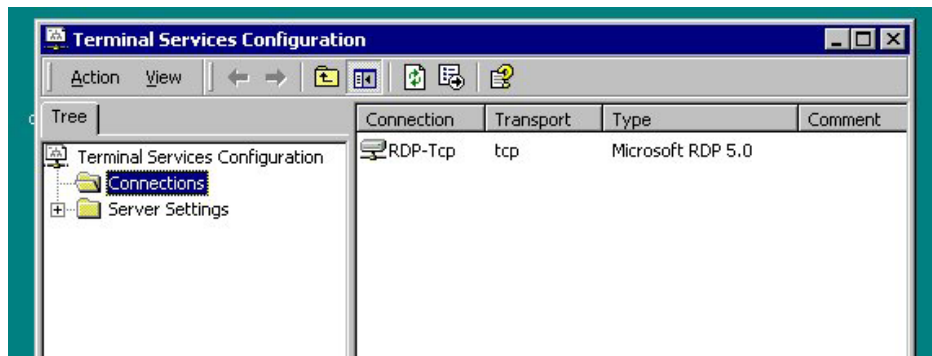 Terminal Services Configuration
Action View
Tree
Connection Transport Type Comment
Terminal Services Configuration
RDP-Tcp tcp Microsoft RDP 5.0
Connections
Server Settings